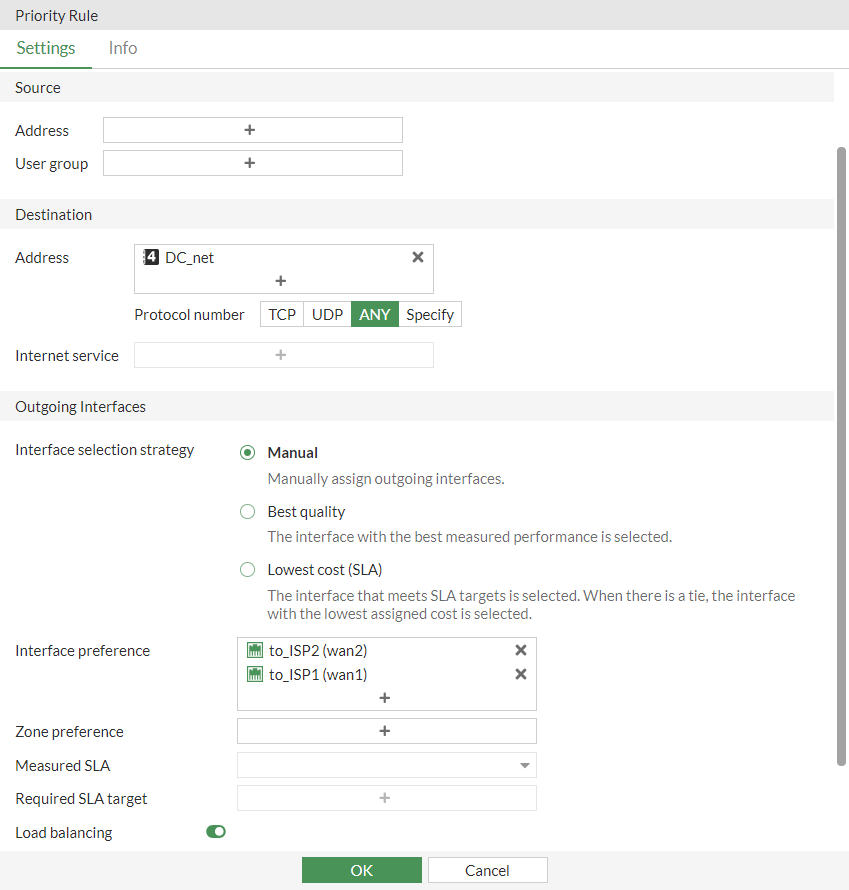 Priority Rule
Settings Info
Source
Address
User group
Destination
Address 4 DC_net
Protocol number TCP UDP ANY Specify
Internet service
Outgoing Interfaces
Interface selection strategy Manual
Manually assign outgoing interfaces.
Best quality
The interface with the best measured performance is selected.
Lowest cost (SLA)
The interface that meets SLA targets is selected. When there is a tie, the interface
with the lowest assigned cost is selected.
Interface preference to_ISP2 (wan2)
to_ISP1 (wan1)
Zone preference
Measured SLA
Required SLA target
Load balancing
OK Cancel